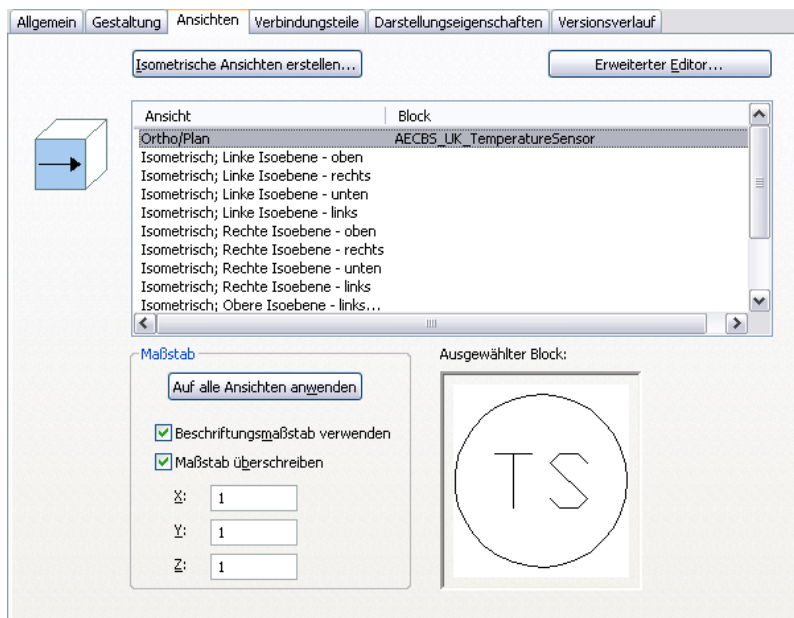 Allgemein Gestaltung Ansichten Verbindungsteile Darstellungseigenschaften Versionsverlauf
Isometrische Ansichten erstellen... Erweiterter Editor...
Ansicht Block
Ortho/Plan AECBS_UK_TemperatureSensor
Isometrisch; Linke Isoebene - oben
Isometrisch; Linke Isoebene - rechts
Isometrisch; Linke Isoebene - unten
Isometrisch; Linke Isoebene - links
Isometrisch; Rechte Isoebene - oben
Isometrisch; Rechte Isoebene - rechts
Isometrisch; Rechte Isoebene - unten
Isometrisch; Rechte Isoebene - links
Isometrisch; Obere Isoebene - links...
Maßstab
Auf alle Ansichten anwenden
Beschriftungsmaßstab verwenden
Maßstab überschreiben
X: 1
Y: 1
Z: 1
Ausgewählter Block:
TS